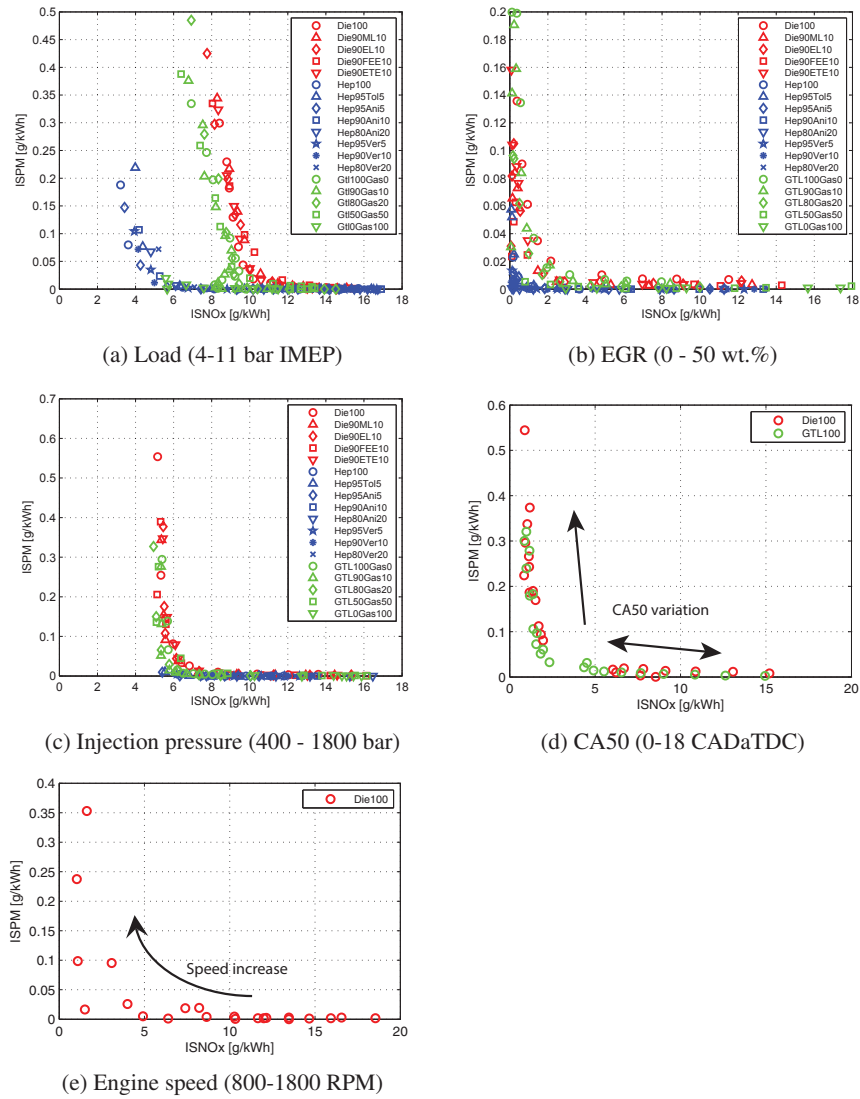 ISPM [g/kWh]
0.5
0.45
0.4
0.35
0.3
0.25
0.2
0.15
0.1
0.05
0
0 2 4 6 8 10 12 14 16 18
ISNOx [g/kWh]
Die100
Die90ML10
Die90EL10
Die90FEE10
Die90ETE10
Hep100
Hep95Tol5
Hep95Ani5
Hep90Ani10
Hep80Ani20
Hep95Ver5
Hep90Ver10
Hep80Ver20
Gtl100Gas0
Gtl90Gas10
Gtl80Gas20
Gtl50Gas50
Gtl0Gas100
(a) Load (4-11 bar IMEP)
ISPM [g/kWh]
0.2
0.18
0.16
0.14
0.12
0.1
0.08
0.06
0.04
0.02
0
0 2 4 6 8 10 12 14 16 18
ISNOx [g/kWh]
Die100
Die90ML10
Die90EL10
Die90FEE10
Die90ETE10
Hep100
Hep95Tol5
Hep95Ani5
Hep90Ani10
Hep80Ani20
Hep95Ver5
Hep90Ver10
Hep80Ver20
GTL100Gas0
GTL90Gas10
GTL80Gas20
GTL50Gas50
GTL0Gas100
(b) EGR (0 - 50 wt.%)
ISPM [g/kWh]
0.7
0.6
0.5
0.4
0.3
0.2
0.1
0
0 2 4 6 8 10 12 14 16 18
ISNOx [g/kWh]
Die100
Die90ML10
Die90EL10
Die90FEE10
Die90ETE10
Hep100
Hep95Tol5
Hep95Ani5
Hep90Ani10
Hep80Ani20
Hep95Ver5
Hep90Ver10
Hep80Ver20
GTL100Gas0
GTL90Gas10
GTL80Gas20
GTL50Gas50
GTL0Gas100
(c) Injection pressure (400 - 1800 bar)
ISPM [g/kWh]
0.6
0.5
0.4
0.3
0.2
0.1
0
0 5 10 15 20
ISNOx [g/kWh]
Die100
GTL100
CA50 variation
(d) CA50 (0-18 CADaTDC)
ISPM [g/kWh]
0.4
0.35
0.3
0.25
0.2
0.15
0.1
0.05
0
0 5 10 15 20
ISNOx [g/kWh]
Die100
Speed increase
(e) Engine speed (800-1800 RPM)